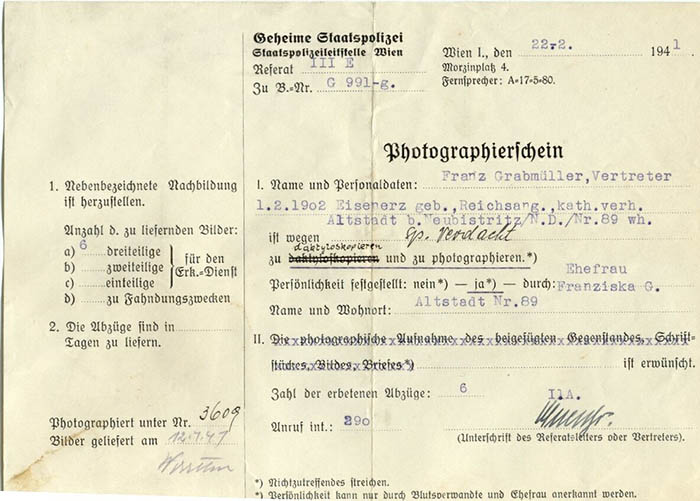 Geheime Staatspolizei
Staatspolizeileitstelle Wien
Referat III E
Zu B.=Nr. G 991-g.
Wien I., den 22.-2. 1941
Morzinplatz 4.
Fernsprecher: A=17=5=80.
Photographierschein
1. Nebenbezeichnete Nachbildung
ist herzustellen.
Anzahl d. zu liefernden Bilder:
a) 6 dreiteilige
b) zweiteilige
c) einteilige
für den
Erk.=Dienst
d) zu Fahndungszwecken
2. Die Abzüge sind in
Tagen zu liefern.
Photographiert unter Nr. 3609
Bilder geliefert am
I. Name und Personaldaten: Franz Grabmüller,Vertreter
1.2.1902 Eisenerz geb.,Reichsang.,kath.verh.
Altstadt b.Neubistritz/N.D./Nr.89 wh.
ist wegen Sp. Verdacht
daktyloskopieren
zu daktyloskopieren und zu photographieren.*)
Persönlichkeit festgestellt: nein*) — ja*) — durch: Ehefrau
Franziska G.
Name und Wohnort: Altstadt Nr.89
II. Die photographische Aufnahme des beigefügten Gegenstandes, Schrift=
stückes, Bildes, Briefes*) ist erwünscht.
Zahl der erbetenen Abzüge: 6
I.A.
Anruf int.: 290
(Unterschrift des Referatsleiters oder Vertreters).
*) Nichtzutreffendes streichen.
*) Persönlichkeit kann nur durch Blutsverwandte und Ehefrau anerkannt werden.